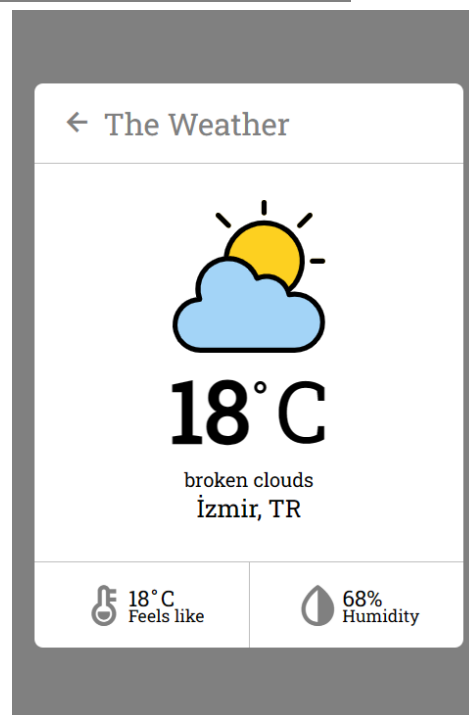 The Weather
18°C
broken clouds
İzmir, TR
18°C
Feels like
68%
Humidity